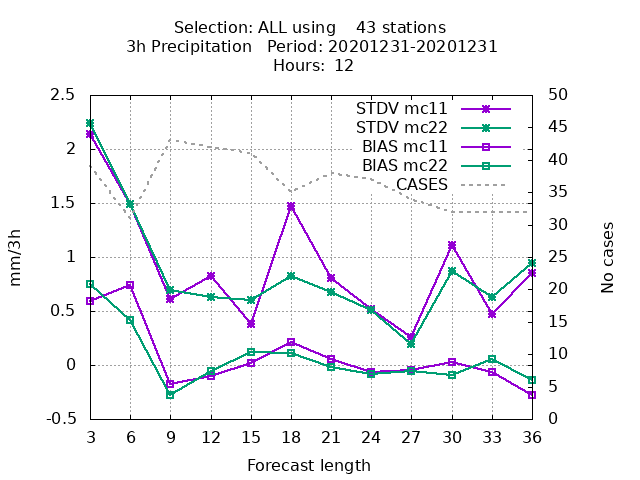 Selection: ALL using    43 stations
3h Precipitation   Period: 20201231-20201231
Hours: 12
2.5
2
1.5
1
0.5
0
-0.5
50
45
40
35
30
25
20
15
10
5
0
STDV mc11
STDV mc22
BIAS mc11
BIAS mc22
CASES
mm/3h
No cases
3 6 9 12 15 18 21 24 27 30 33 36
Forecast length